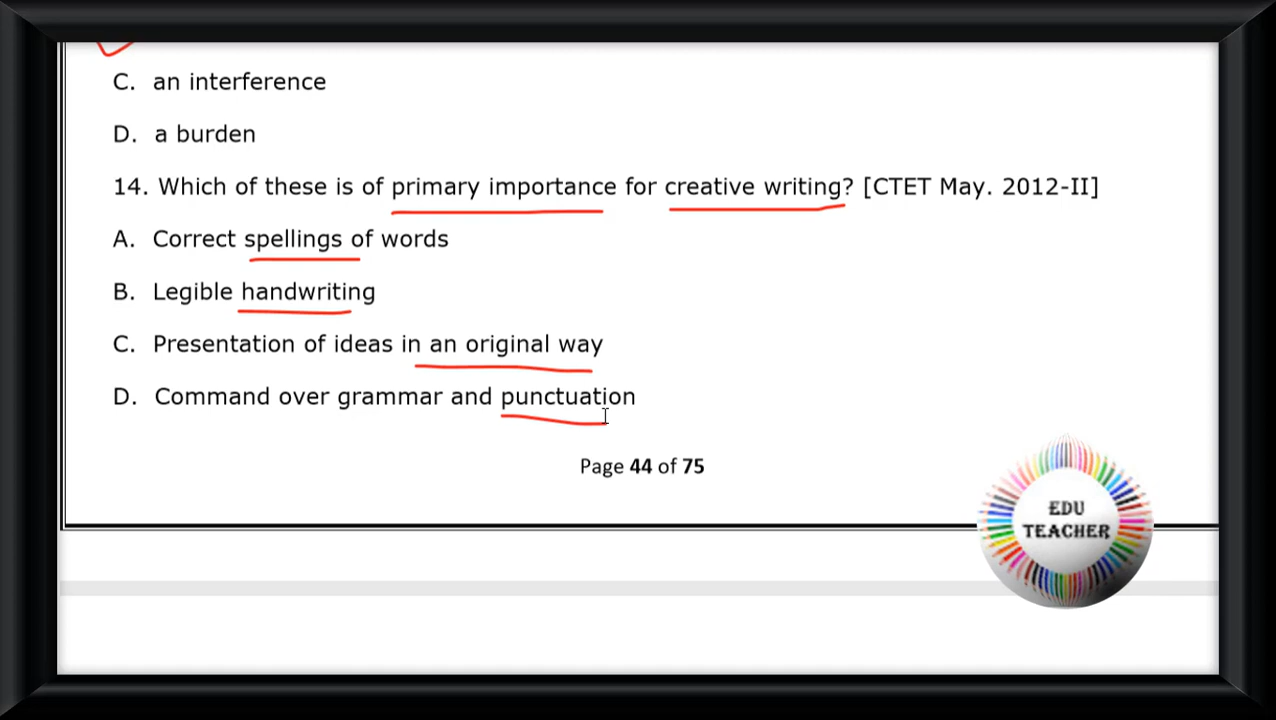 C. an interference
D. a burden
14. Which of these is of primary importance for creative writing? [CTET May. 2012-II]
A. Correct spellings of words
B. Legible handwriting
C. Presentation of ideas in an original way
D. Command over grammar and punctuation
Page 44 of 75
EDU
TEACHER